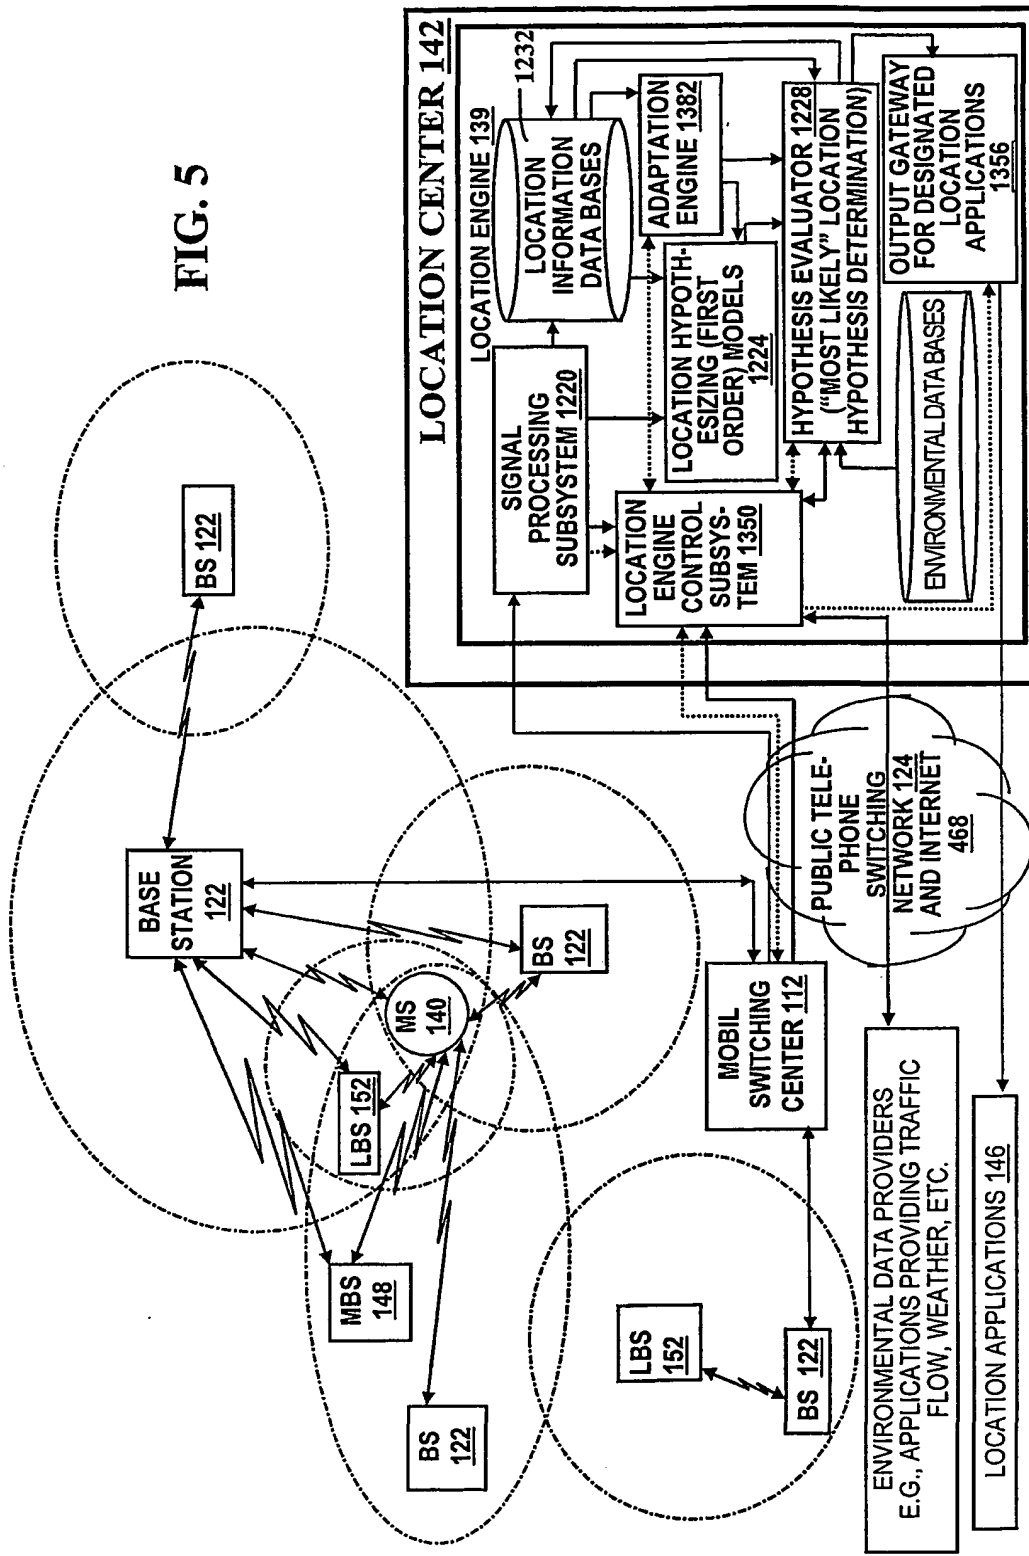 FIG. 5
BS 122
BASE
STATION
122
MS
140
BS
122
LBS 152
MBS
148
BS
122
LBS
152
BS 122
MOBIL
SWITCHING
CENTER 112
PUBLIC TELE-
PHONE
SWITCHING
NETWORK 124
AND INTERNET
468
ENVIRONMENTAL DATA PROVIDERS
E.G., APPLICATIONS PROVIDING TRAFFIC
FLOW, WEATHER, ETC.
LOCATION APPLICATIONS 146
LOCATION CENTER 142
LOCATION ENGINE 139
1232
SIGNAL
PROCESSING
SUBSYSTEM 1220
LOCATION
INFORMATION
DATA BASES
ADAPTATION
ENGINE 1382
LOCATION HYPOTH-
ESIZING (FIRST
ORDER) MODELS
1224
LOCATION
ENGINE
CONTROL
SUBSYS-
TEM 1350
HYPOTHESIS EVALUATOR 1228
("MOST LIKELY" LOCATION
HYPOTHESIS DETERMINATION)
ENVIRONMENTAL DATA BASES
OUTPUT GATEWAY
FOR DESIGNATED
LOCATION
APPLICATIONS
1356